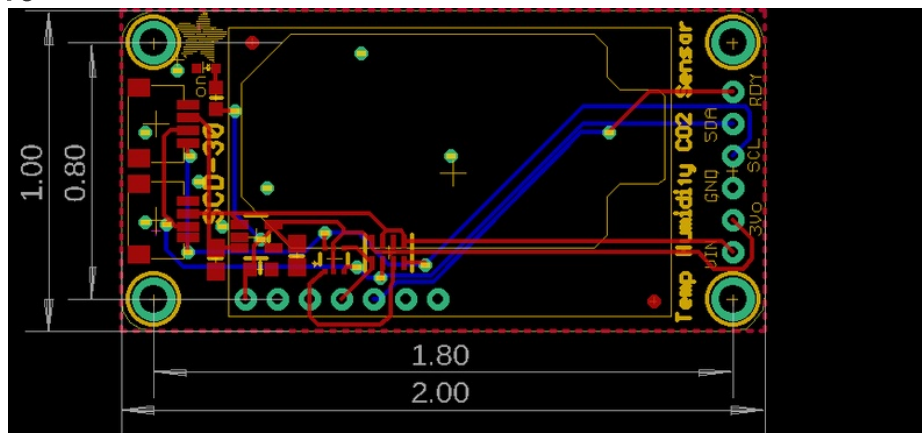 1.00
0.80
on
SCD-30
Temp Humidity CO2 Sensor
RDY
SDA
SCL
GND
3Vo
VIN
1.80
2.00